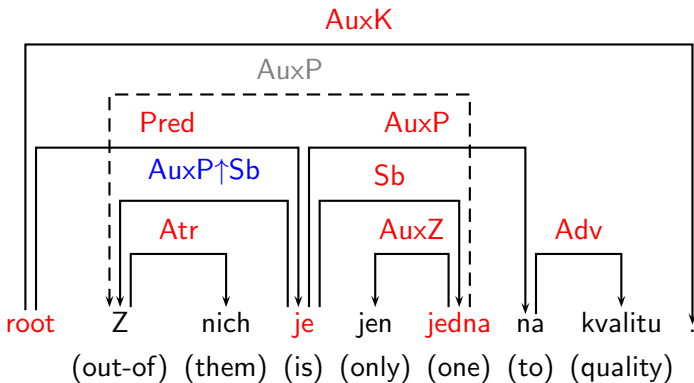 AuxK
AuxP
Pred AuxP
AuxP↑Sb Sb
Atr AuxZ Adv
root Z nich je jen jedna na kvalitu .
(out-of) (them) (is) (only) (one) (to) (quality)